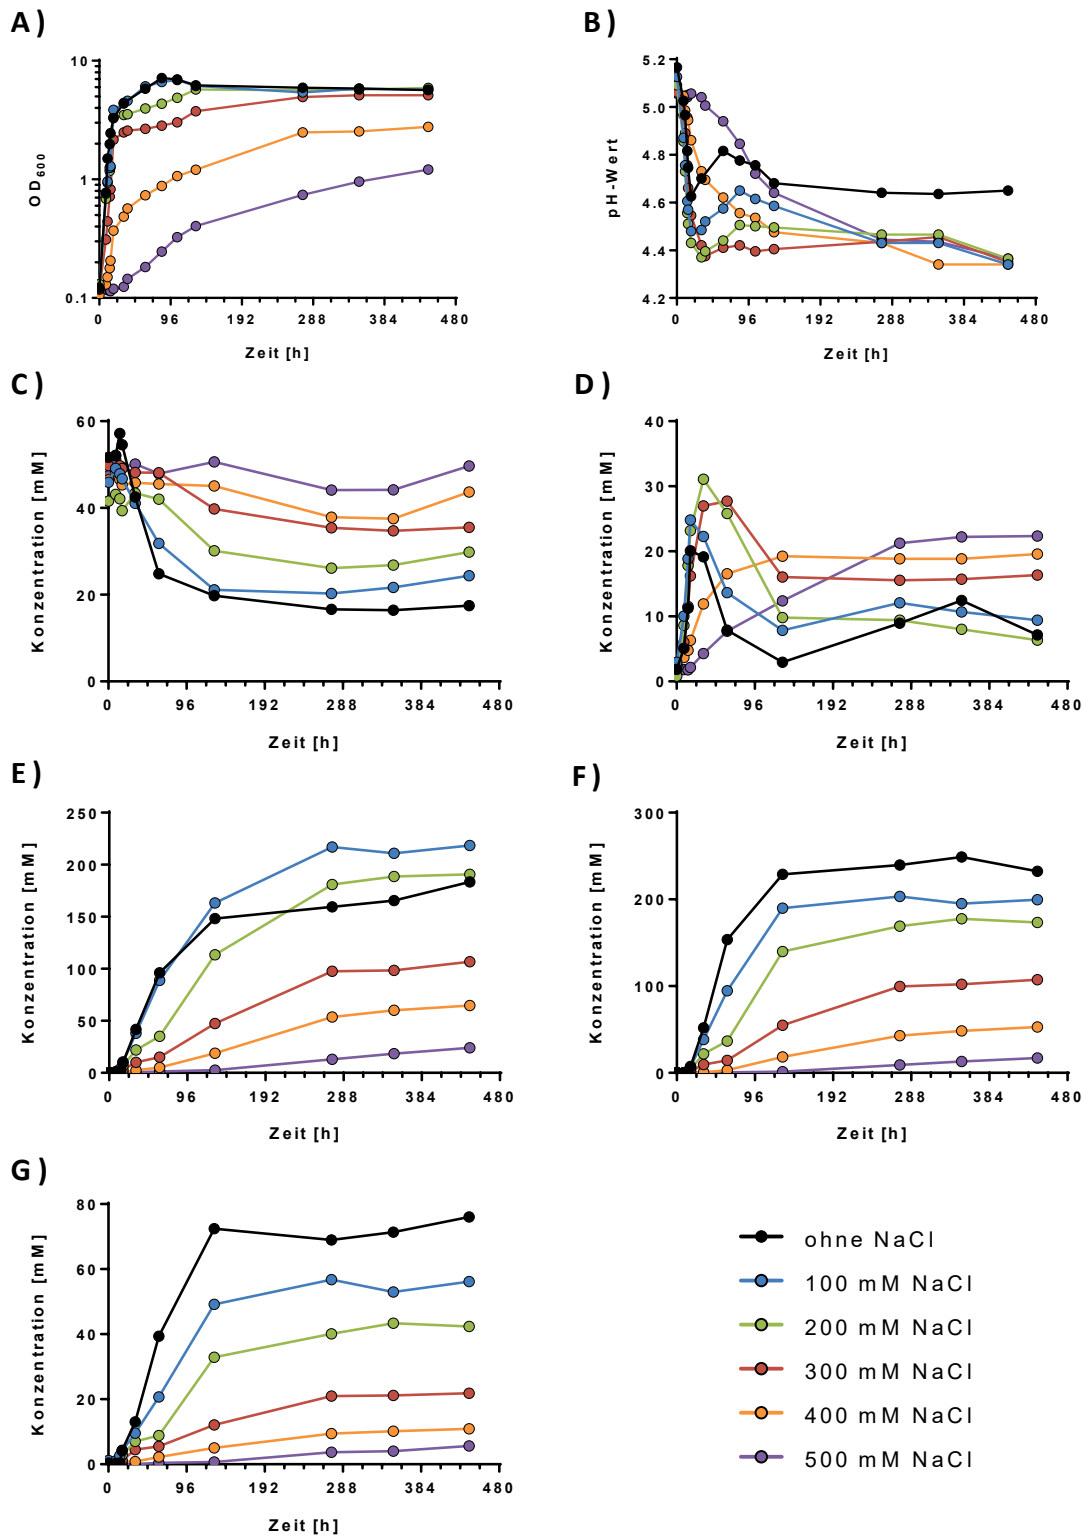 A)
10
1
0.1
OD600
0 96 192 288 384 480
Zeit [h]
B)
5.2
5.0
4.8
4.6
4.4
4.2
pH-Wert
0 96 192 288 384 480
Zeit [h]
C)
60
40
20
0
Konzentration [mM]
0 96 192 288 384 480
Zeit [h]
D)
40
30
20
10
0
Konzentration [mM]
0 96 192 288 384 480
Zeit [h]
E)
250
200
150
100
50
0
Konzentration [mM]
0 96 192 288 384 480
Zeit [h]
F)
300
200
100
0
Konzentration [mM]
0 96 192 288 384 480
Zeit [h]
G)
80
60
40
20
0
Konzentration [mM]
0 96 192 288 384 480
Zeit [h]
ohne NaCl
100 mM NaCl
200 mM NaCl
300 mM NaCl
400 mM NaCl
500 mM NaCl